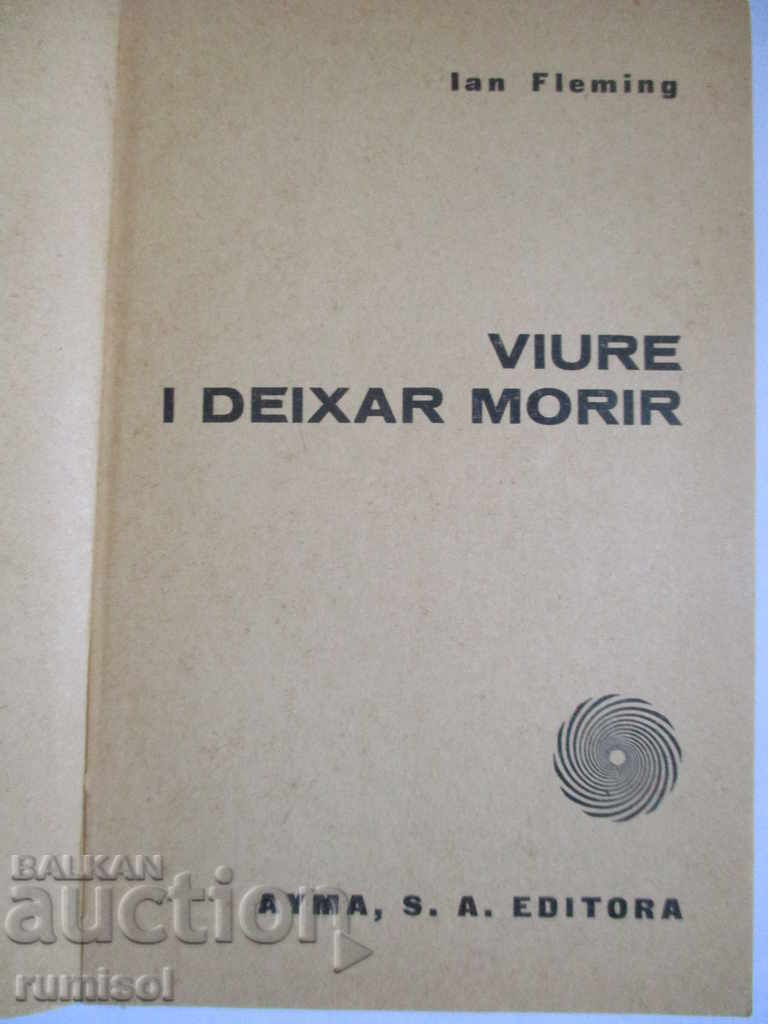 Ian Fleming
VIURE
I DEIXAR MORIR
AYMA, S. A. EDITORA
BALKAN
auction
rumisol